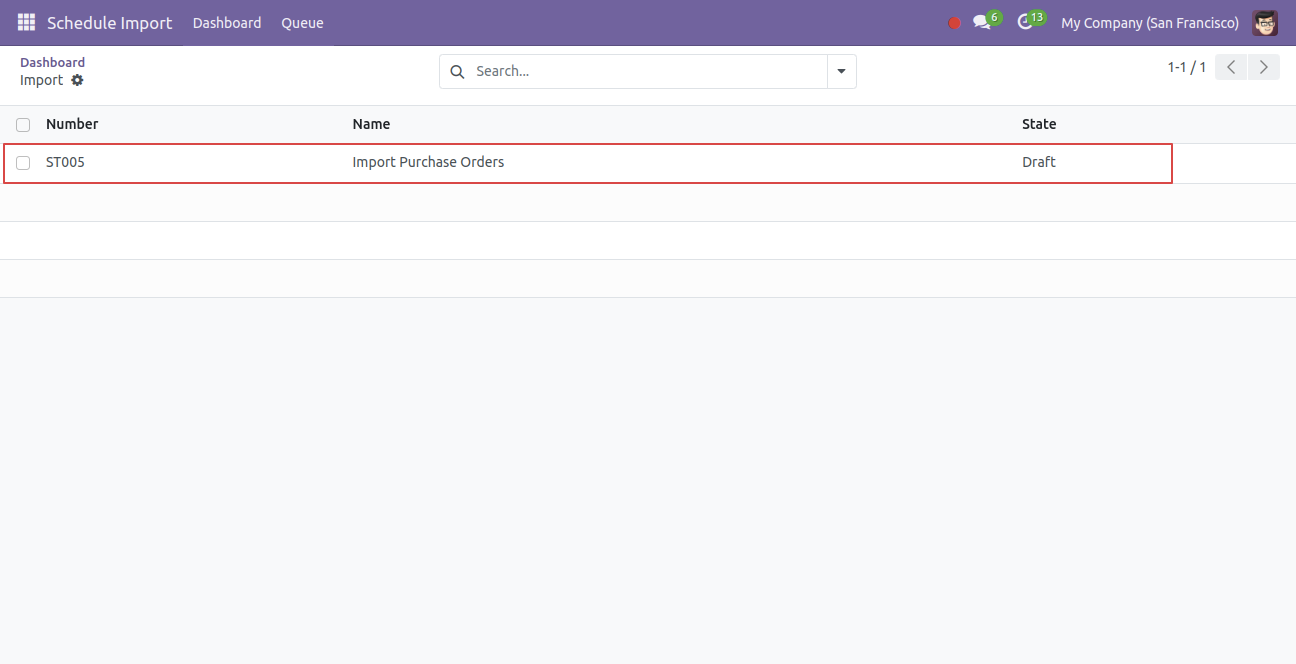 Schedule Import Dashboard Queue 6 13 My Company (San Francisco)
Dashboard
Import
Search...
1-1 / 1
Number Name State
ST005 Import Purchase Orders Draft